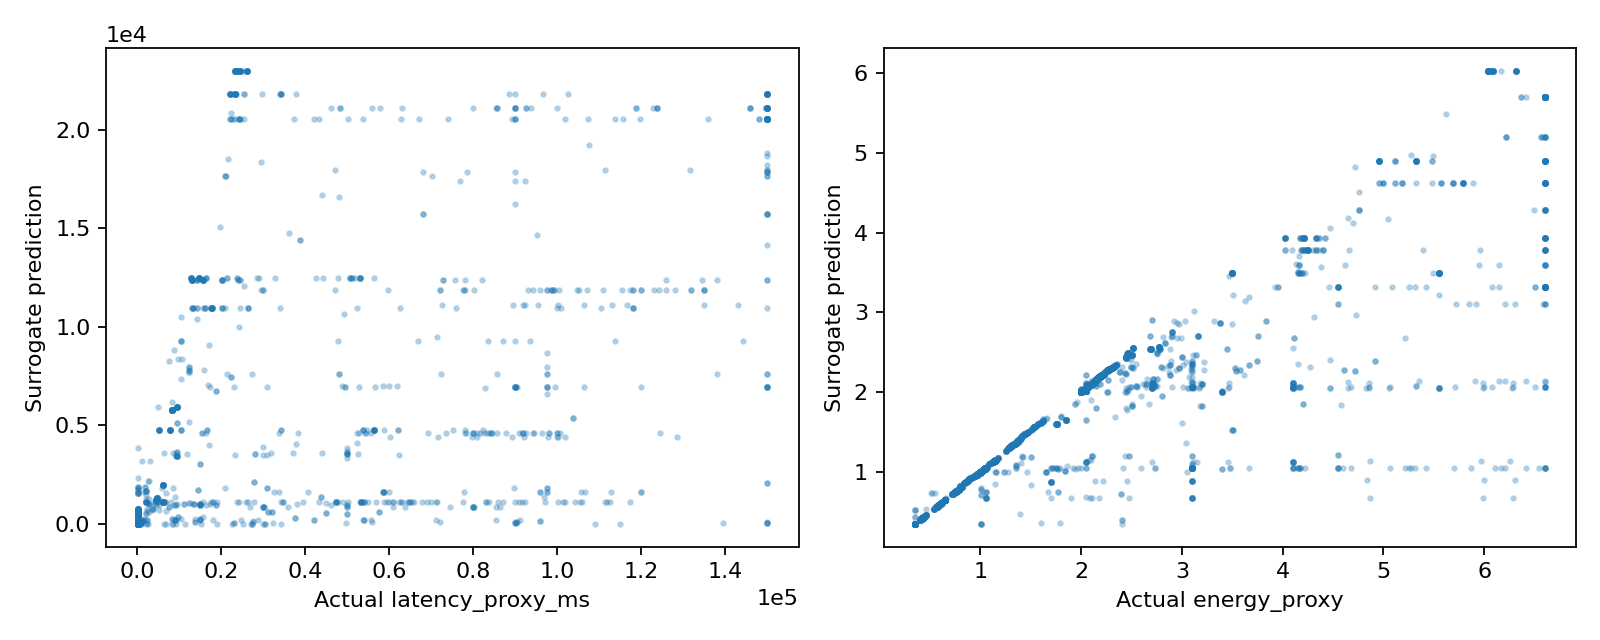 1e4
2.0
1.5
1.0
0.5
0.0
Surrogate prediction
0.0 0.2 0.4 0.6 0.8 1.0 1.2 1.4
1e5
Actual latency_proxy_ms
6
5
4
3
2
1
Surrogate prediction
1 2 3 4 5 6
Actual energy_proxy